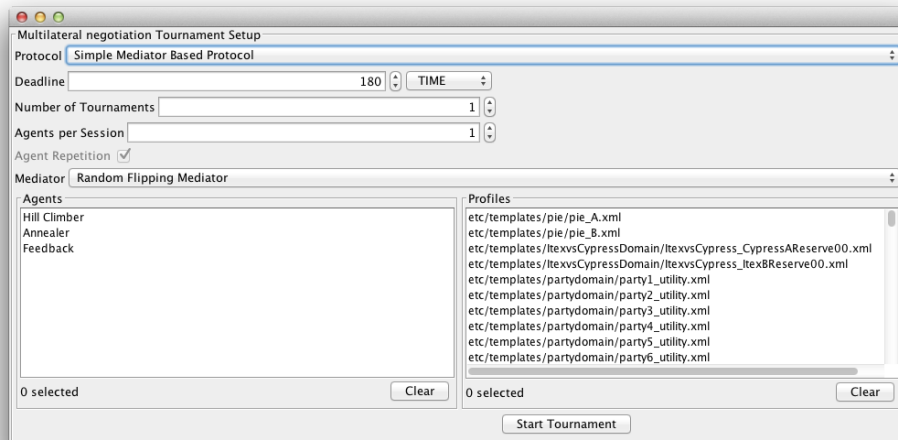 Multilateral negotiation Tournament Setup
Protocol Simple Mediator Based Protocol
Deadline 180 TIME
Number of Tournaments 1
Agents per Session 1
Agent Repetition
Mediator Random Flipping Mediator
Agents
Hill Climber
Annealer
Feedback
0 selected Clear
Profiles
etc/templates/pie/pie_A.xml
etc/templates/pie/pie_B.xml
etc/templates/ItexvsCypressDomain/ItexvsCypress_CypressAReserve00.xml
etc/templates/ItexvsCypressDomain/ItexvsCypress_ItexBReserve00.xml
etc/templates/partydomain/party1_utility.xml
etc/templates/partydomain/party2_utility.xml
etc/templates/partydomain/party3_utility.xml
etc/templates/partydomain/party4_utility.xml
etc/templates/partydomain/party5_utility.xml
etc/templates/partydomain/party6_utility.xml
0 selected Clear
Start Tournament